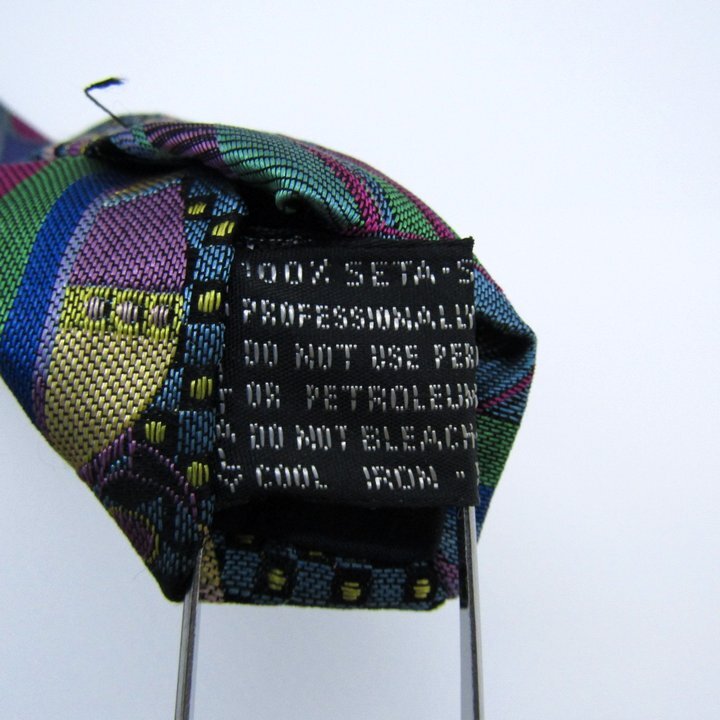 100% SETA-S
PROFESSIONALLY
DO NOT USE PER
OR PETROLEUM
DO NOT BLEACH
COOL IRON -